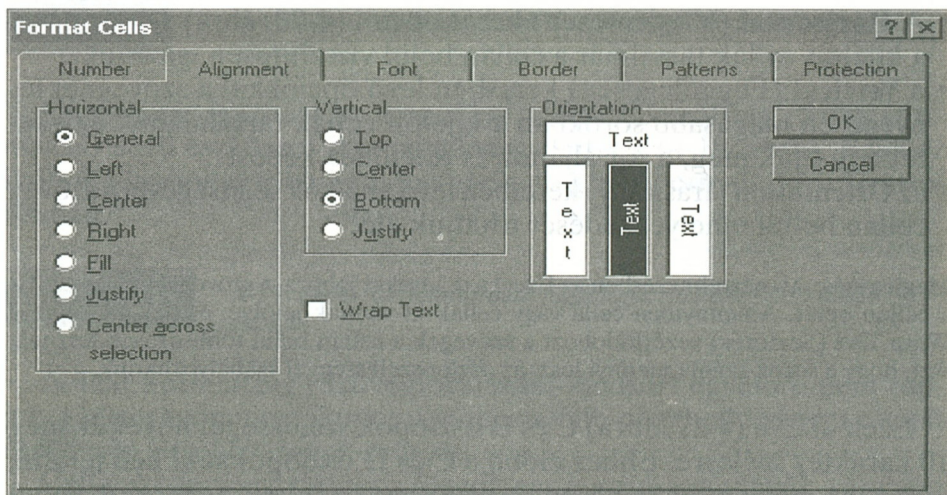 Format Cells
Number Alignment Font Border Patterns Protection
Horizontal
General
Left
Center
Right
Fill
Justify
Center across
selection
Vertical
Top
Center
Bottom
Justify
Wrap Text
Orientation
Text
Text
Text
Text
OK
Cancel